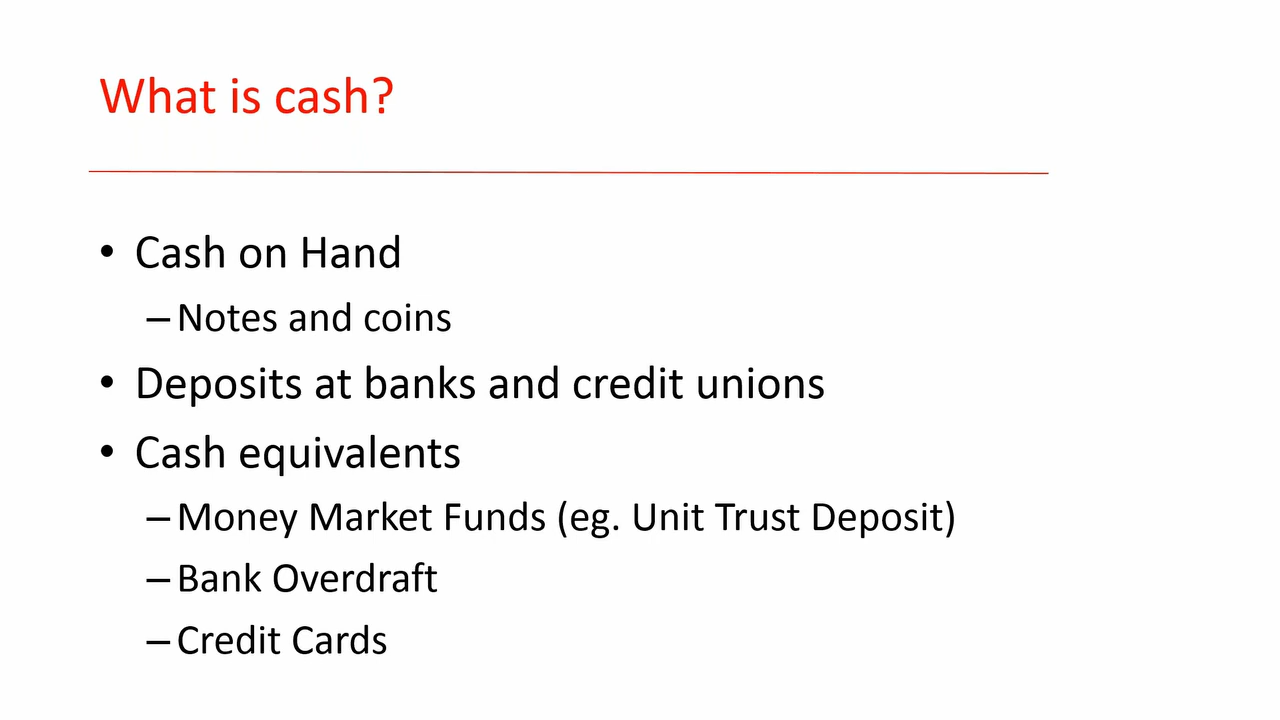 What is cash?
• Cash on Hand
– Notes and coins
• Deposits at banks and credit unions
• Cash equivalents
– Money Market Funds (eg. Unit Trust Deposit)
– Bank Overdraft
– Credit Cards